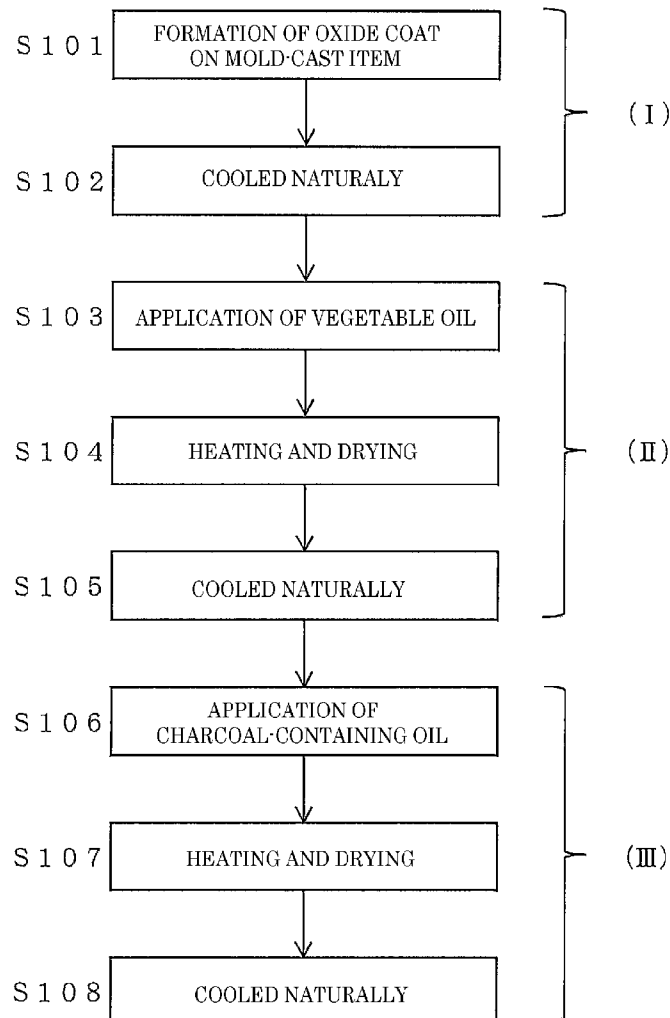 S101
FORMATION OF OXIDE COAT
ON MOLD-CAST ITEM
(Ⅰ)
S102
COOLED NATURALY
S103
APPLICATION OF VEGETABLE OIL
S104
HEATING AND DRYING
(Ⅱ)
S105
COOLED NATURALLY
S106
APPLICATION OF
CHARCOAL-CONTAINING OIL
S107
HEATING AND DRYING
(Ⅲ)
S108
COOLED NATURALLY